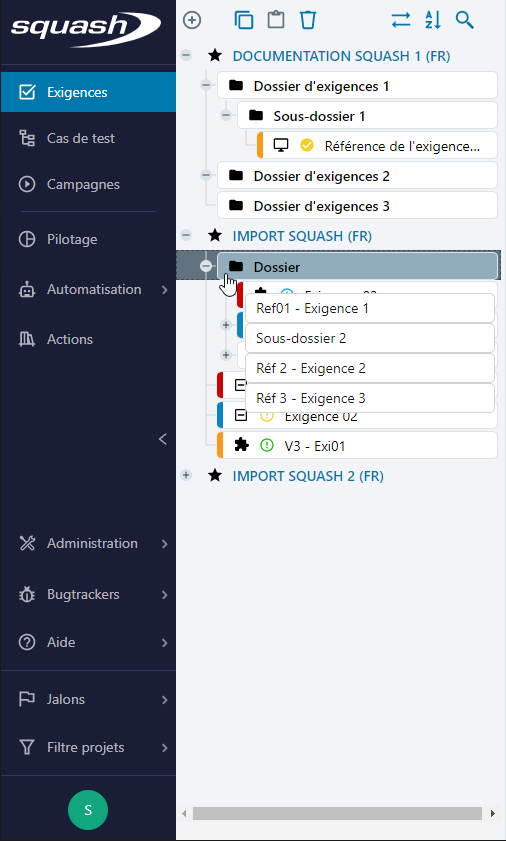 squash
Exigences
Cas de test
Campagnes
Pilotage
Automatisation
Actions
Administration
Bugtrackers
Aide
Jalons
Filtre projets
S
DOCUMENTATION SQUASH 1 (FR)
Dossier d'exigences 1
Sous-dossier 1
Référence de l'exigence...
Dossier d'exigences 2
Dossier d'exigences 3
IMPORT SQUASH (FR)
Dossier
Ref01 - Exigence 1
Sous-dossier 2
Réf 2 - Exigence 2
Réf 3 - Exigence 3
Exigence 02
V3 - Exi01
IMPORT SQUASH 2 (FR)